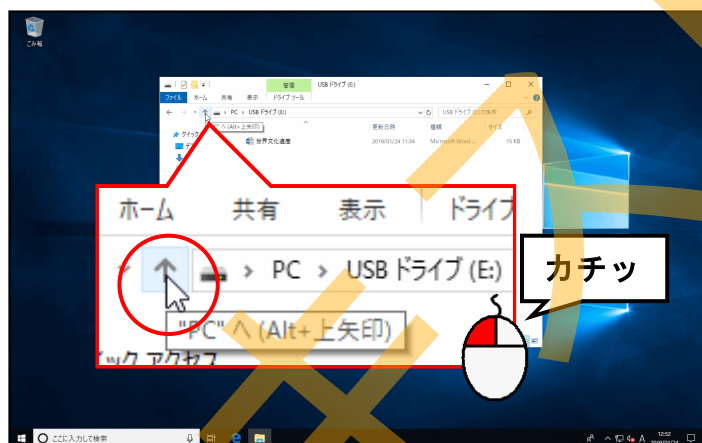 ごみ箱
管理
USB ドライブ (E:)
ファイル ホーム 共有 表示 ドライブ ツール
PC > USB ドライブ (E:)
更新日時 種類 サイズ
世界文化遺産 2019/01/24 11:34 Microsoft Word ... 15 KB
ホーム 共有 表示 ドライブ
> PC > USB ドライブ (E:)
"PC" へ (Alt+上矢印)
カチッ
ここに入力して検索
A 12:52
2019/01/24